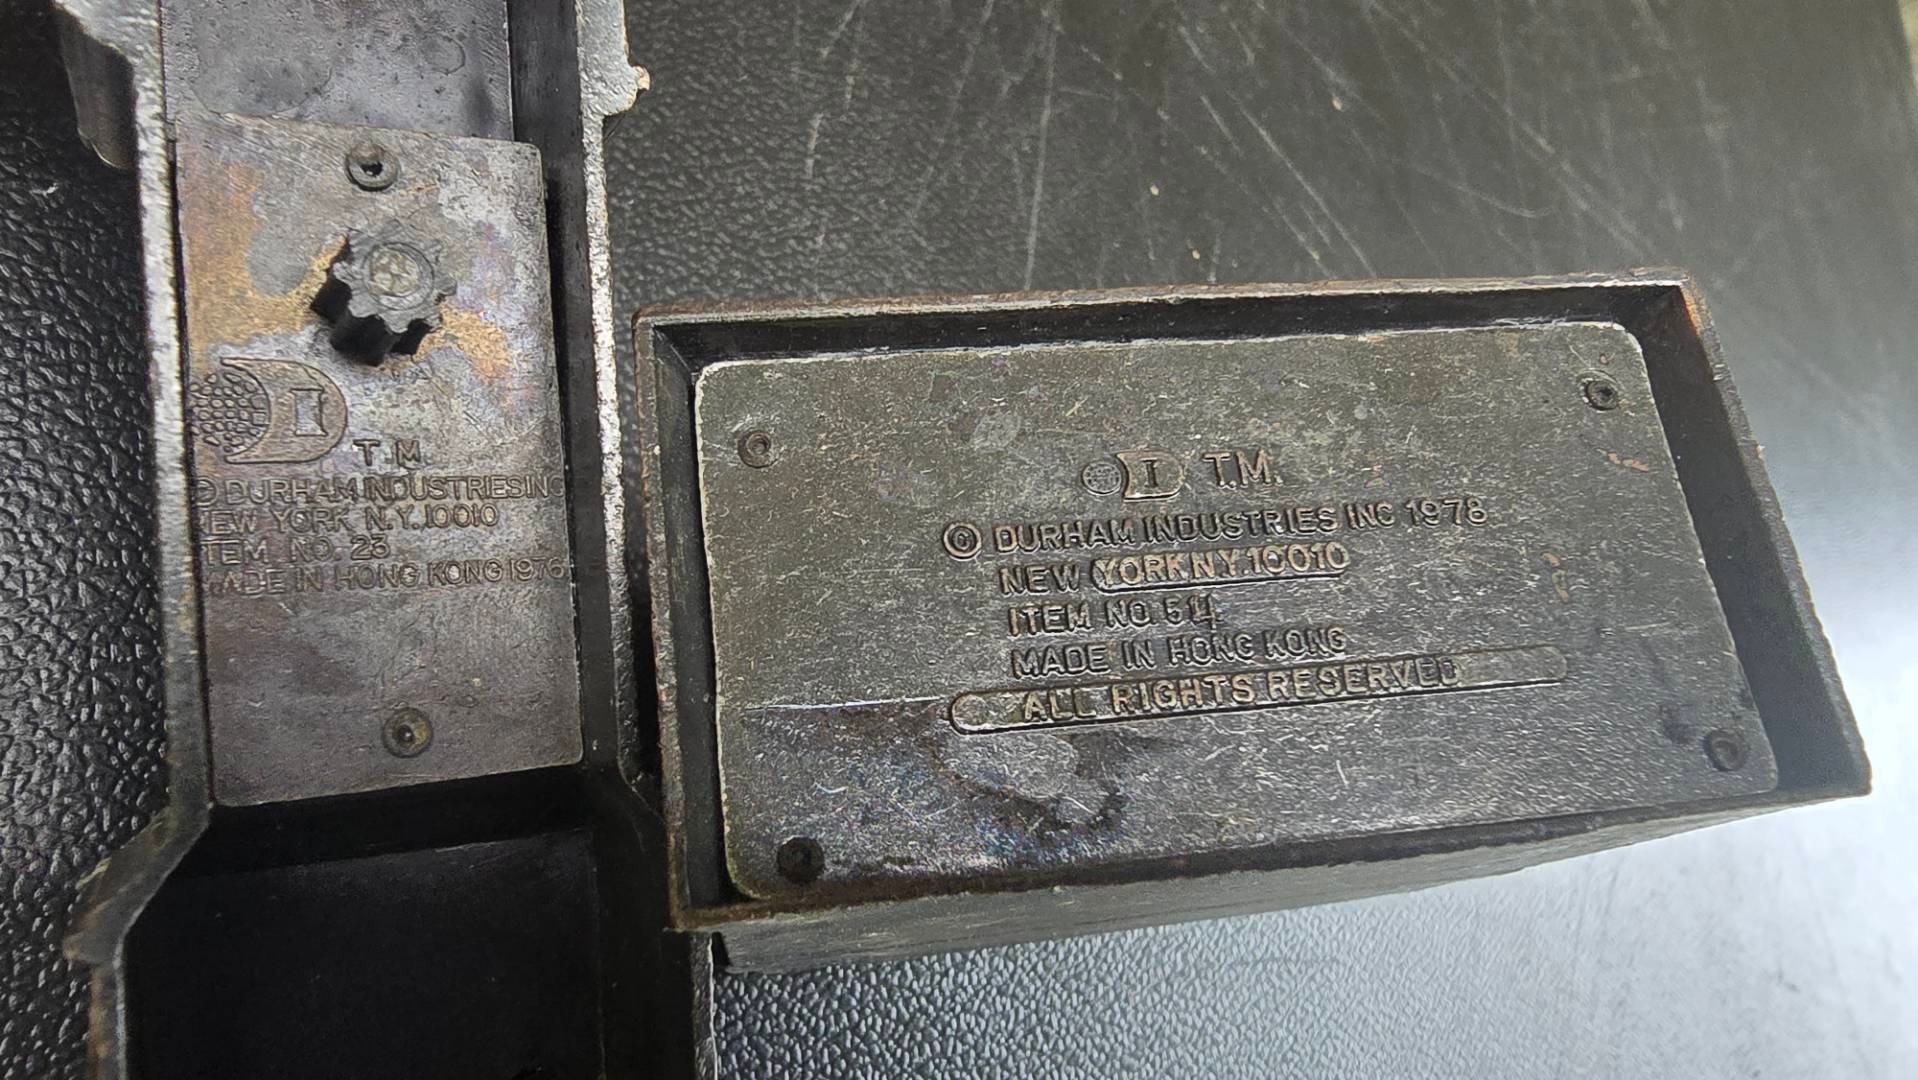 I
T.M
© DURHAM INDUSTRIES INC
NEW YORK N.Y. 10010
ITEM NO. 23
MADE IN HONG KONG 1976
I T.M.
© DURHAM INDUSTRIES INC 1978
NEW YORK N.Y. 10010
ITEM NO. 514
MADE IN HONG KONG
ALL RIGHTS RESERVED